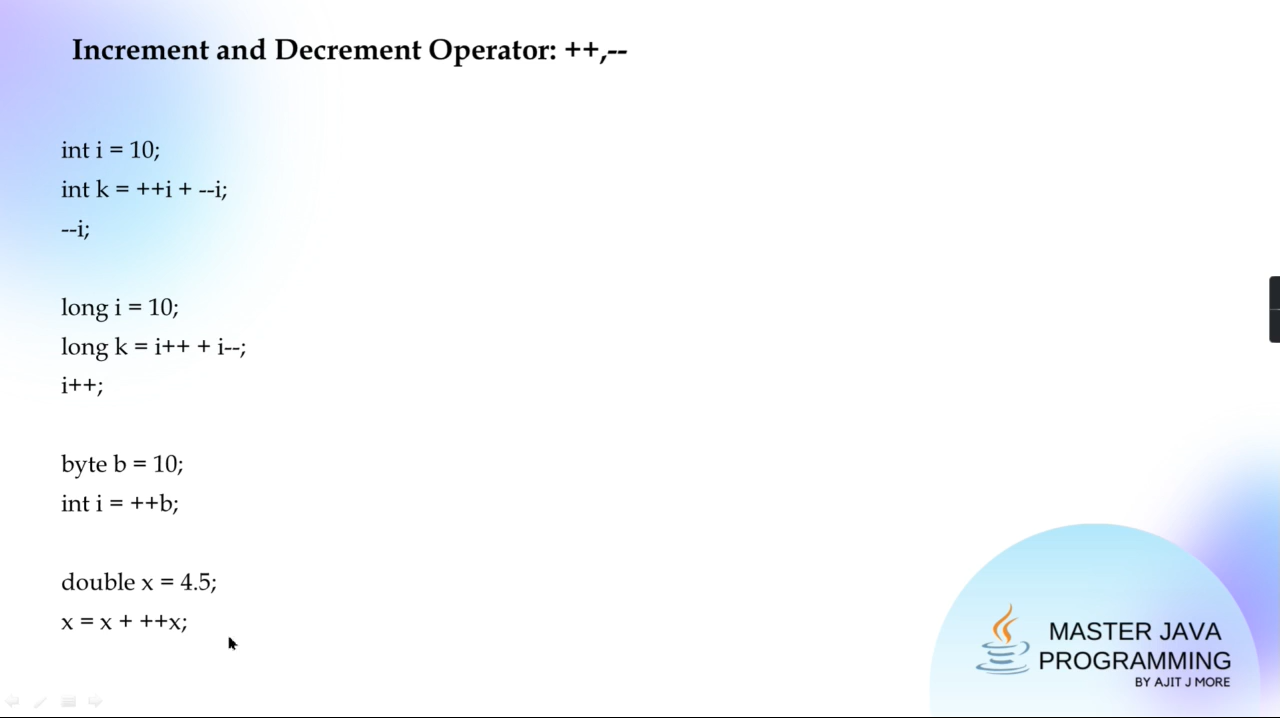 Increment and Decrement Operator: ++,--
int i = 10;
int k = ++i + --i;
--i;
long i = 10;
long k = i++ + i--;
i++;
byte b = 10;
int i = ++b;
double x = 4.5;
x = x + ++x;
MASTER JAVA
PROGRAMMING
BY AJIT J MORE